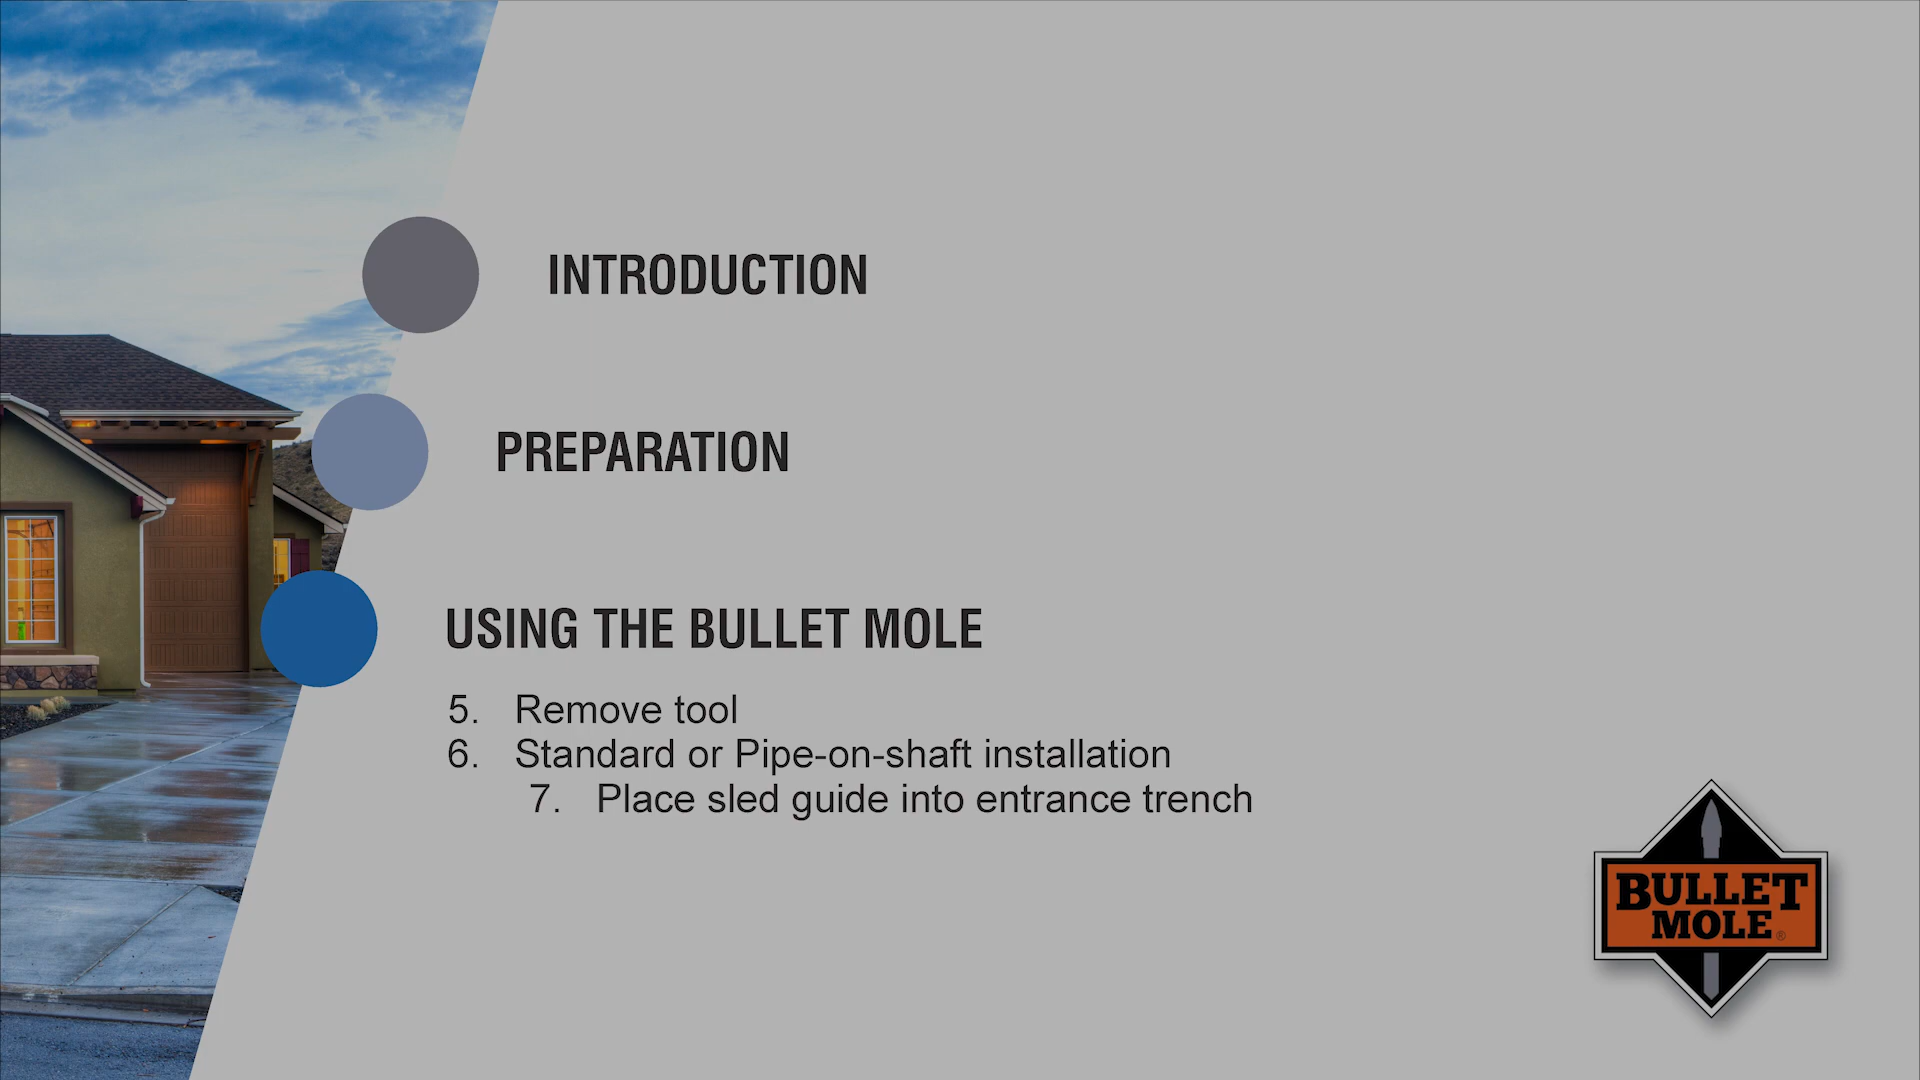 INTRODUCTION
PREPARATION
USING THE BULLET MOLE
5. Remove tool
6. Standard or Pipe-on-shaft installation
7. Place sled guide into entrance trench
BULLET
MOLE®